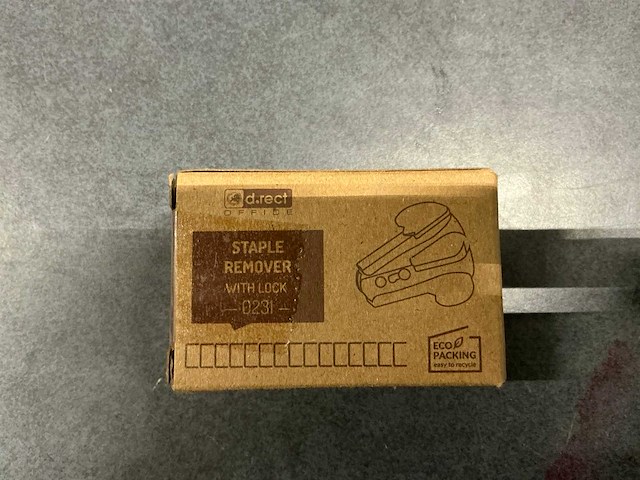 d.rect
OFFICE
STAPLE
REMOVER
WITH LOCK
0231
ECO
PACKING
easy to recycle